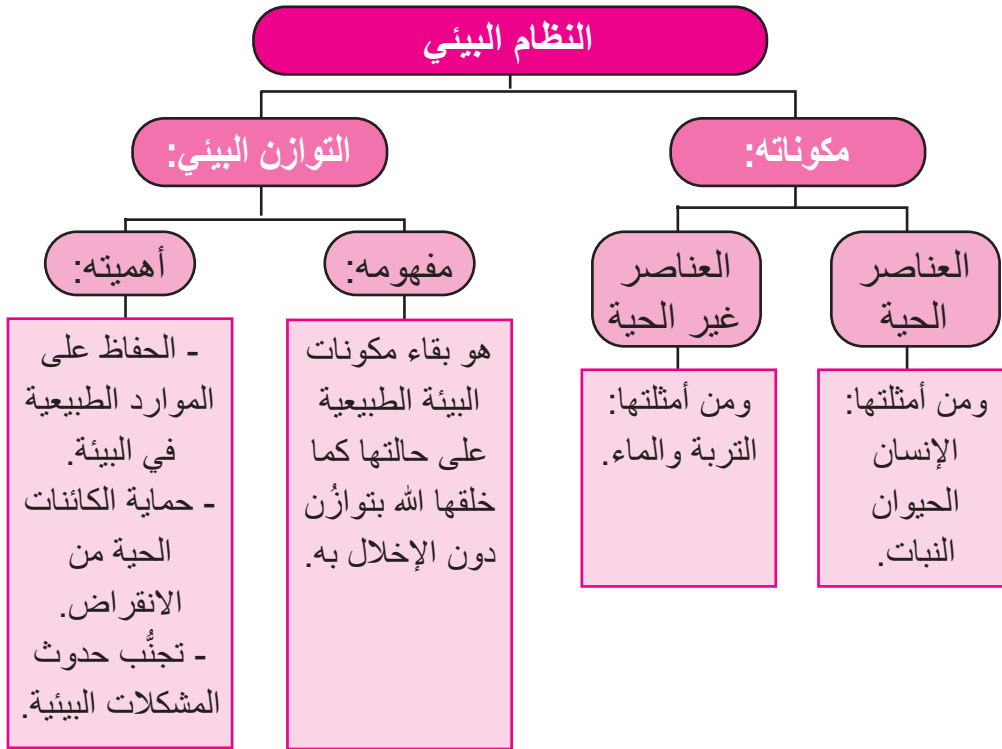 النظام البيئي
مكوناته:
العناصر
الحية
ومن أمثلتها:
الإنسان
الحيوان
النبات.
العناصر
غير الحية
ومن أمثلتها:
التربة والماء.
التوازن البيئي:
مفهومه:
هو بقاء مكونات
البيئة الطبيعية
على حالتها كما
خلقها الله بتوازُن
دون الإخلال به.
أهميته:
- الحفاظ على
الموارد الطبيعية
في البيئة.
- حماية الكائنات
الحية من
الانقراض.
- تجنُّب حدوث
المشكلات البيئية.